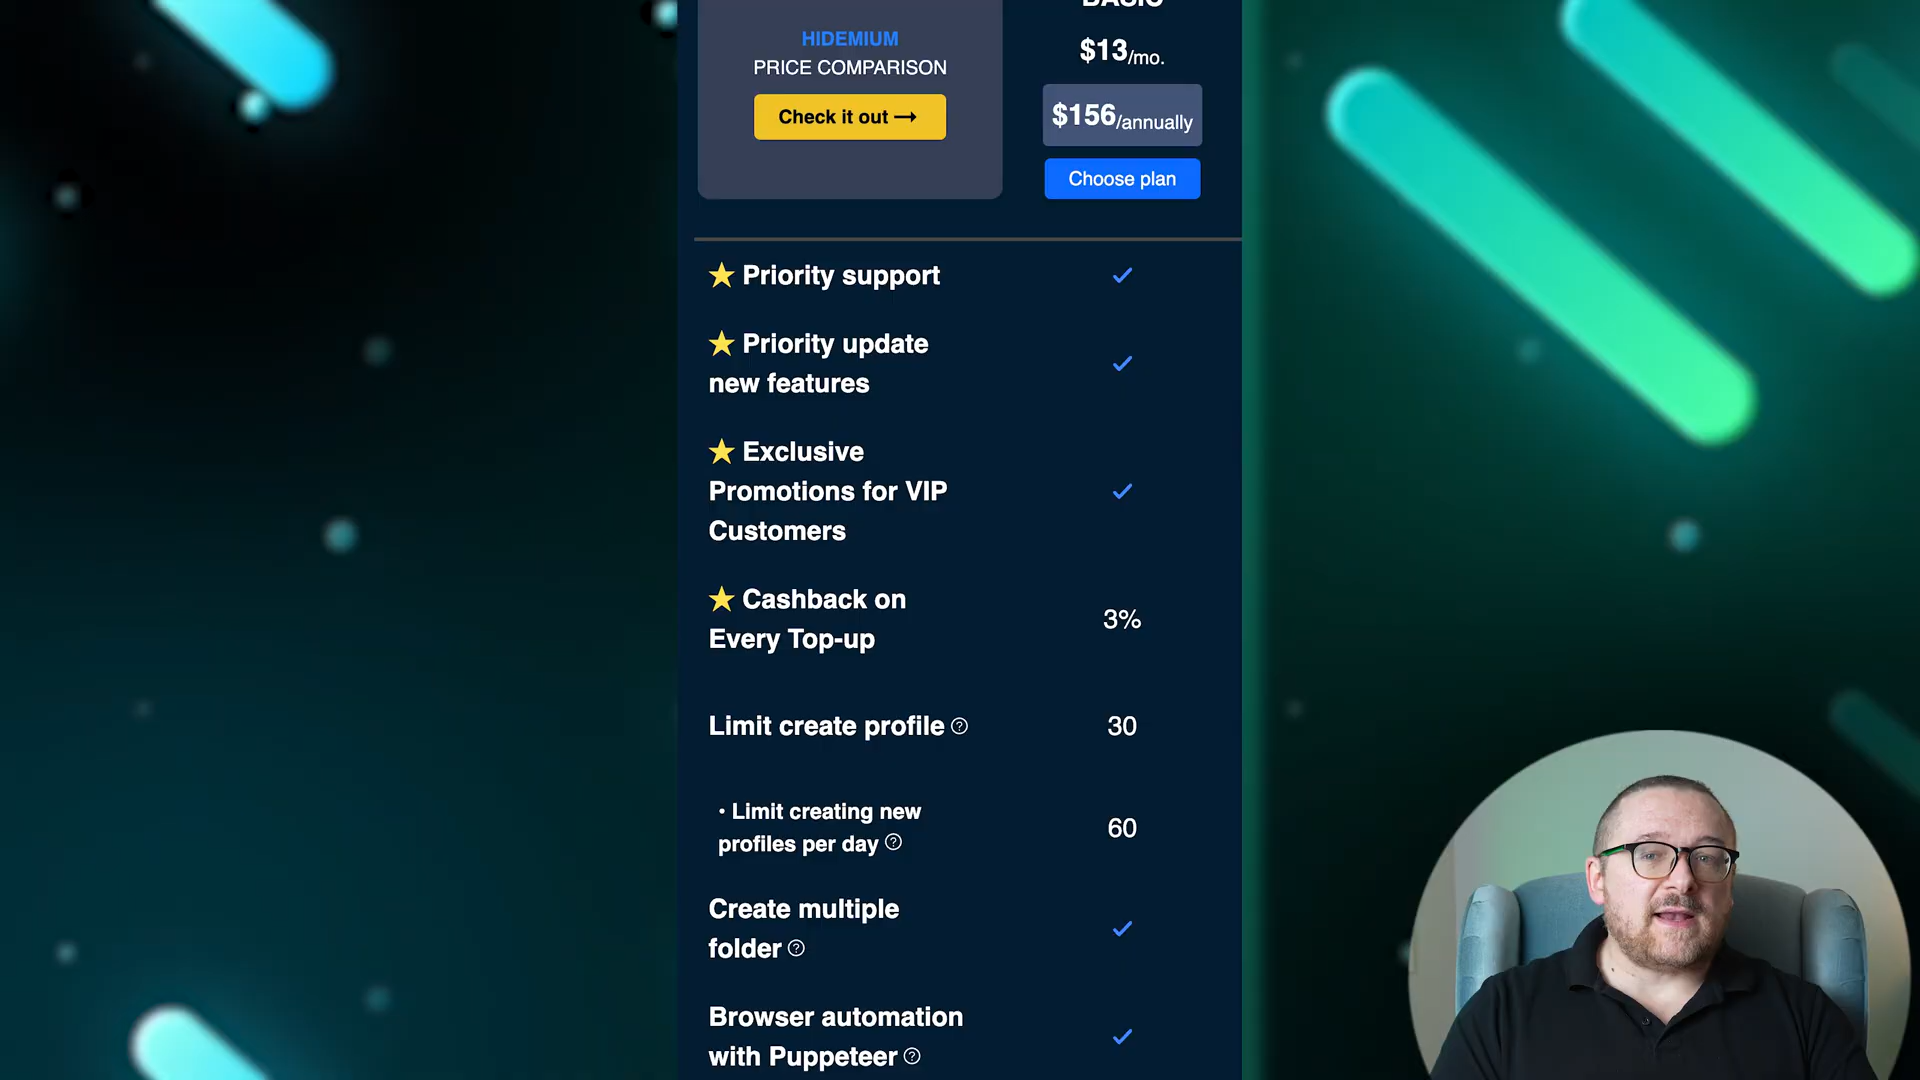 BASIC
HIDEMIUM
PRICE COMPARISON
Check it out →
$13/mo.
$156/annually
Choose plan
Priority support
Priority update
new features
Exclusive
Promotions for VIP
Customers
Cashback on
Every Top-up
3%
Limit create profile
30
• Limit creating new
profiles per day
60
Create multiple
folder
Browser automation
with Puppeteer